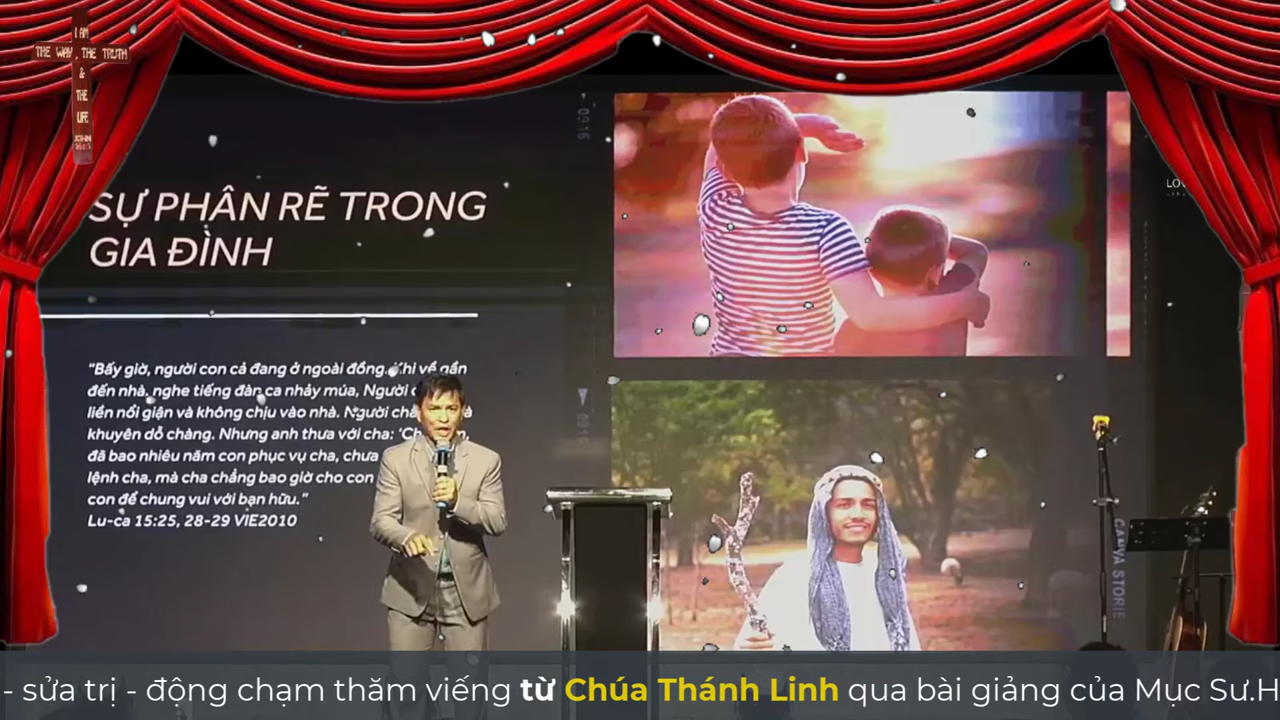 I AM
THE WAY, THE TRUTH
&
THE
LIFE
JOHN
SỰ PHÂN RẼ TRONG
GIA ĐÌNH
"Bấy giờ, người con cả đang ở ngoài đồng. Khi về gần
đến nhà, nghe tiếng đàn ca nhảy múa, Người
liền nổi giận và không chịu vào nhà. Người cha
khuyên dỗ chàng. Nhưng anh thưa với cha:
đã bao nhiêu năm con phục vụ cha, chưa
lệnh cha, mà cha chẳng bao giờ cho con
con để chung vui với bạn hữu."
Lu-ca 15:25, 28-29 VIE2010
CANVA STORIE
- sửa trị - động chạm thăm viếng từ Chúa Thánh Linh qua bài giảng của Mục Sư.H